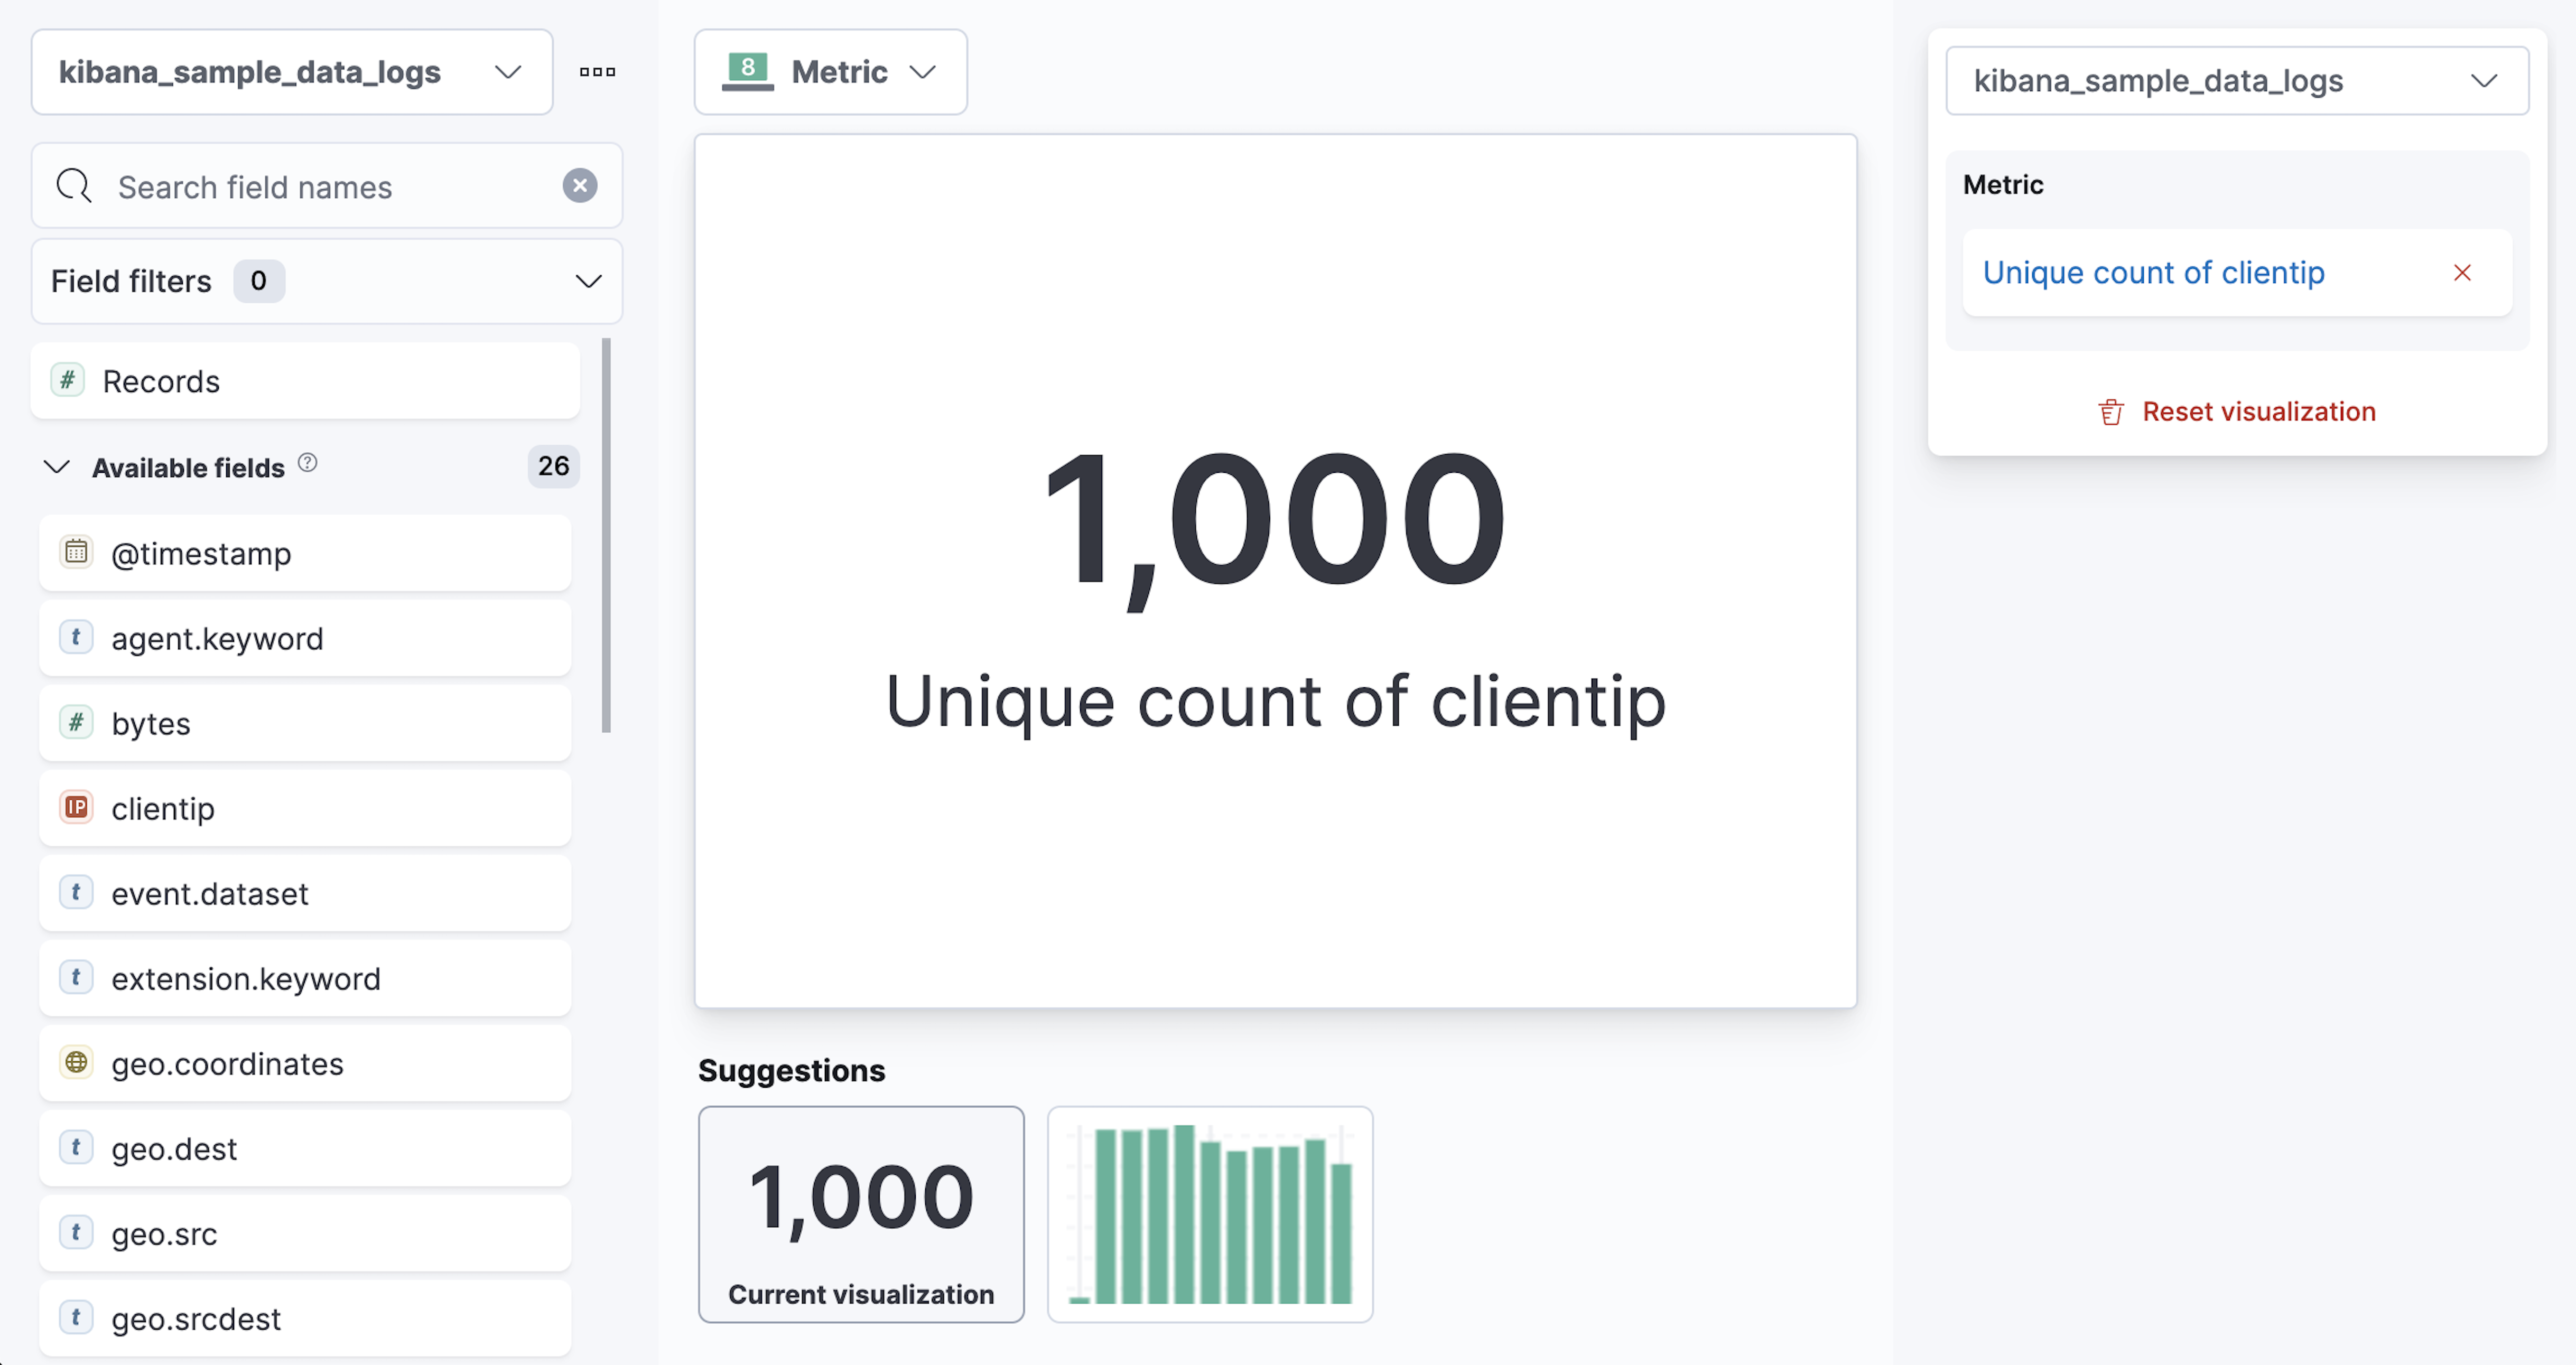 kibana_sample_data_logs
Search field names
Field filters 0
# Records
Available fields ? 26
@timestamp
t agent.keyword
# bytes
IP clientip
t event.dataset
t extension.keyword
geo.coordinates
t geo.dest
t geo.src
t geo.srcdest
8 Metric
1,000
Unique count of clientip
Suggestions
1,000
Current visualization
kibana_sample_data_logs
Metric
Unique count of clientip
Reset visualization